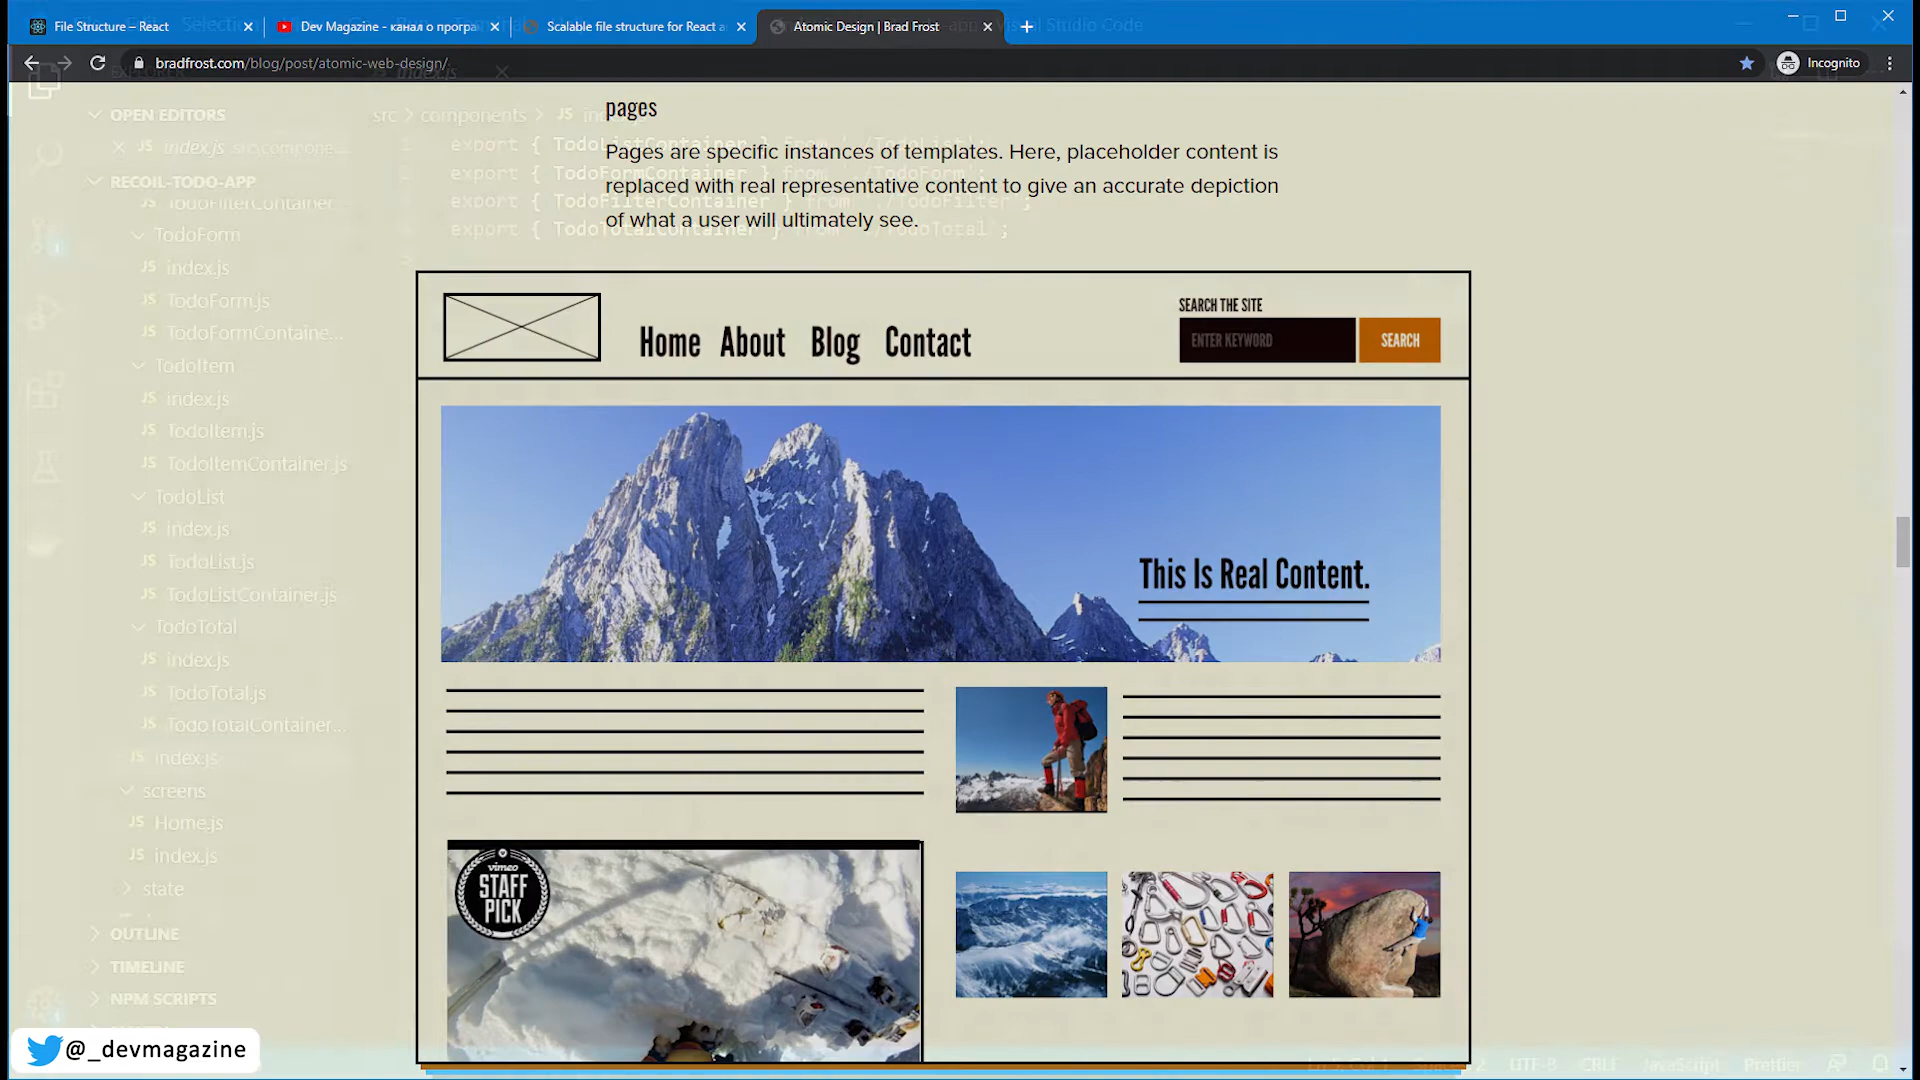 File Structure – React
Dev Magazine - канал о програ
Scalable file structure for React a
Atomic Design | Brad Frost
Visual Studio Code
bradfrost.com/blog/post/atomic-web-design/
Incognito
EXPLORER
index.js
OPEN EDITORS
src > components > JS
index.js src\compone...
RECOIL-TODO-APP
TodoFilterContainer
TodoForm
index.js
TodoForm.js
TodoFormContaine...
TodoItem
index.js
TodoItem.js
TodoItemContainer.js
TodoList
index.js
TodoList.js
TodoListContainer.js
TodoTotal
index.js
TodoTotal.js
TodoTotalContainer...
index.js
screens
Home.js
index.js
state
OUTLINE
TIMELINE
NPM SCRIPTS
export { TodoListContainer } from './TodoList';
export { TodoFormContainer } from './TodoForm';
export { TodoFilterContainer } from './TodoFilter';
export { TodoTotalContainer } from './TodoTotal';
pages
Pages are specific instances of templates. Here, placeholder content is
replaced with real representative content to give an accurate depiction
of what a user will ultimately see.
Home About Blog Contact
SEARCH THE SITE
ENTER KEYWORD
SEARCH
This Is Real Content.
vimeo
STAFF
PICK
UTF-8 CRLF JavaScript Prettier
@_devmagazine